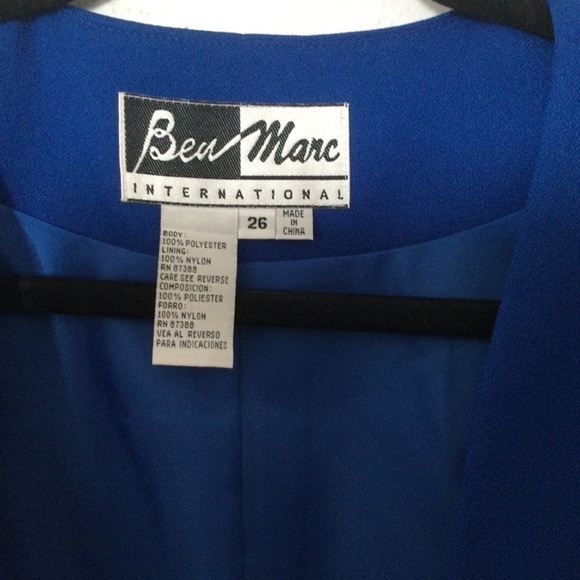 Ben Marc
INTERNATIONAL
26
MADE
IN
CHINA
BODY:
100% POLYESTER
LINING:
100% NYLON
RN 87388
CARE SEE REVERSE
COMPOSICION:
100% POLIESTER
FORRO:
100% NYLON
RN 87388
VEA AL REVERSO
PARA INDICACIONES